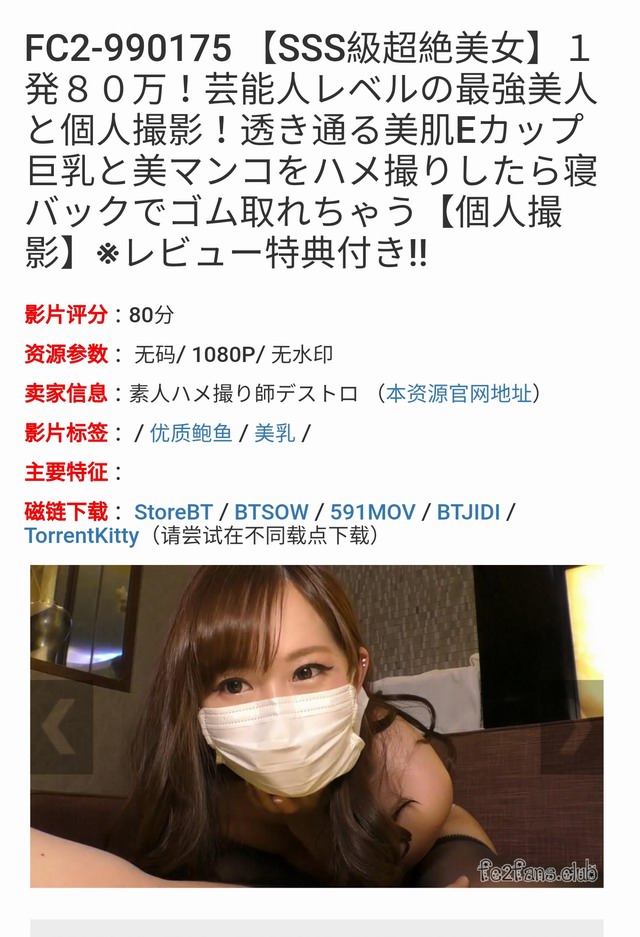 FC2-990175 【SSS級超絶美女】１
発８０万！芸能人レベルの最強美人
と個人撮影！透き通る美肌Eカップ
巨乳と美マンコをハメ撮りしたら寝
バックでゴム取れちゃう【個人撮
影】※レビュー特典付き!!
影片评分：80分
资源参数： 无码/ 1080P/ 无水印
卖家信息：素人ハメ撮り師デストロ （本资源官网地址）
影片标签： / 优质鲍鱼 / 美乳 /
主要特征：
磁链下载： StoreBT / BTSOW / 591MOV / BTJIDI /
TorrentKitty（请尝试在不同载点下载）
fc2fans.club